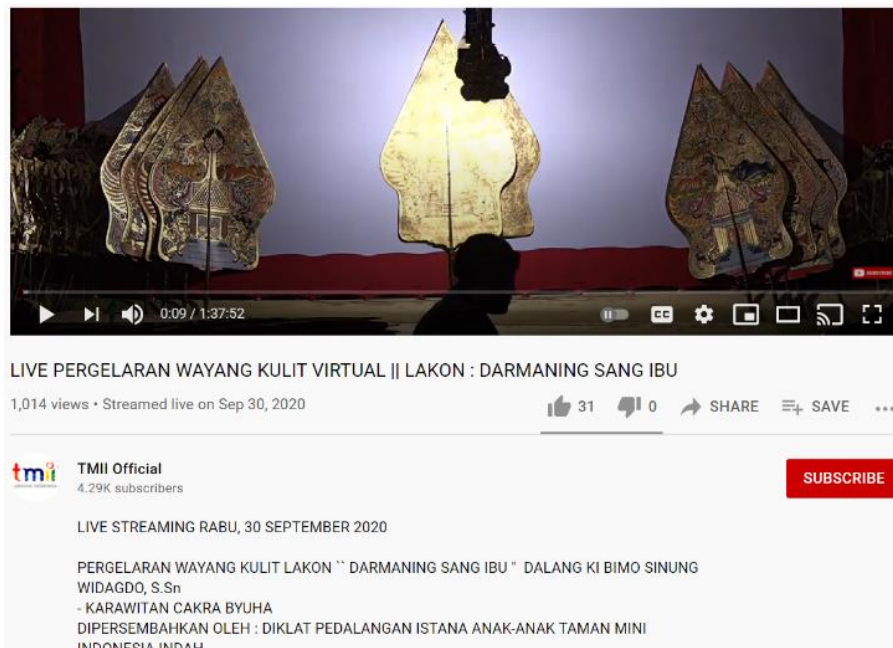 SUBSCRIBE
0:09 / 1:37:52
CC
LIVE PERGELARAN WAYANG KULIT VIRTUAL || LAKON : DARMANING SANG IBU
1,014 views • Streamed live on Sep 30, 2020
31 0 SHARE SAVE ...
tmii
TMII Official
4.29K subscribers
SUBSCRIBE
LIVE STREAMING RABU, 30 SEPTEMBER 2020
PERGELARAN WAYANG KULIT LAKON `` DARMANING SANG IBU " DALANG KI BIMO SINUNG
WIDAGDO, S.Sn
- KARAWITAN CAKRA BYUHA
DIPERSEMBAHKAN OLEH : DIKLAT PEDALANGAN ISTANA ANAK-ANAK TAMAN MINI
INDONESIA INDAH